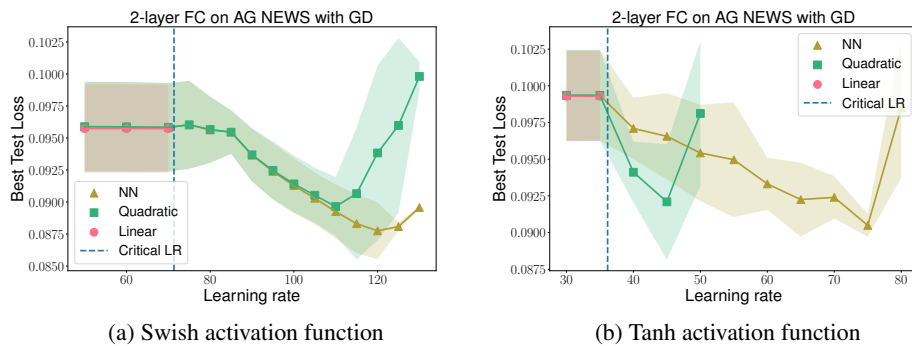 2-layer FC on AG NEWS with GD
0.1025
0.1000
0.0975
0.0950
0.0925
0.0900
0.0875
0.0850
Best Test Loss
NN
Quadratic
Linear
Critical LR
60 80 100 120
Learning rate
(a) Swish activation function
2-layer FC on AG NEWS with GD
0.1025
0.1000
0.0975
0.0950
0.0925
0.0900
0.0875
Best Test Loss
NN
Quadratic
Linear
Critical LR
30 40 50 60 70 80
Learning rate
(b) Tanh activation function